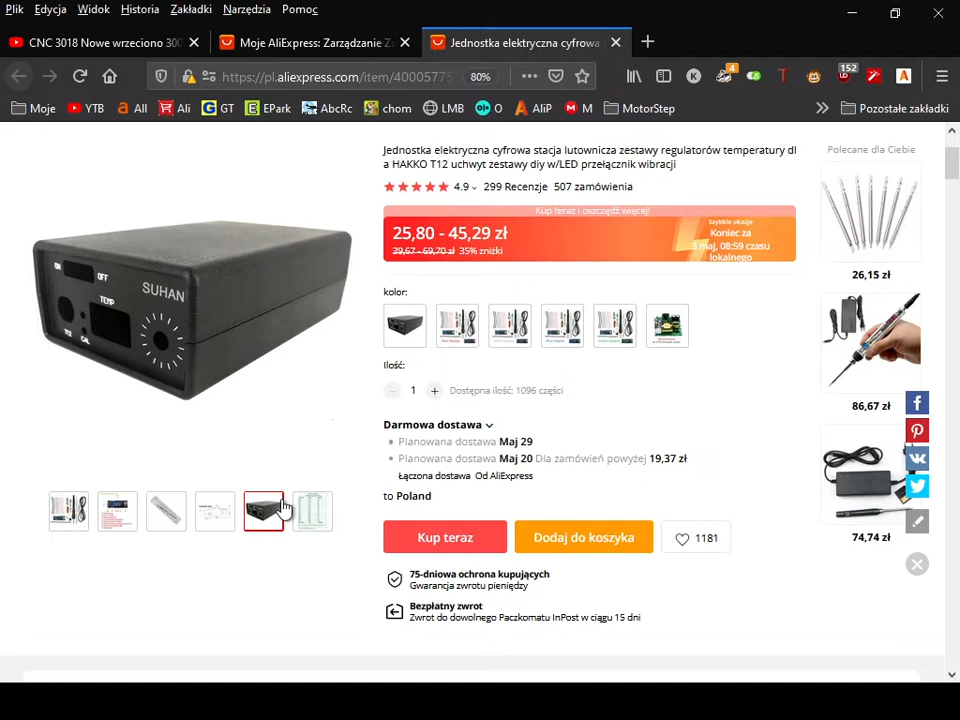 Plik Edycja Widok Historia Zakładki Narzędzia Pomoc
CNC 3018 Nowe wrzeciono 300
Moje AliExpress: Zarządzanie Z
Jednostka elektryczna cyfrowa
https://pl.aliexpress.com/item/40005775
80%
K
4
T
152
A
Moje YTB All Ali GT EPark AbcRc chom LMB O AliP M MotorStep Pozostałe zakładki
Jednostka elektryczna cyfrowa stacja lutownicza zestawy regulatorów temperatury dl
a HAKKO T12 uchwyt zestawy diy w/LED przełącznik wibracji
Polecane dla Ciebie
4.9 299 Recenzje 507 zamówienia
Kup teraz i oszczędź więcej!
25,80 - 45,29 zł
39,67 - 69,70 zł 35% zniżki
Szybkie okazje
Koniec za
3 maj, 08:59 czasu
lokalnego
26,15 zł
ON
OFF
SUHAN
TEMP
T12
CAL
kolor:
Ilość:
1
Dostępna ilość: 1096 części
86,67 zł
Darmowa dostawa
Planowana dostawa Maj 29
Planowana dostawa Maj 20 Dla zamówień powyżej 19,37 zł
Łączona dostawa Od AliExpress
to Poland
Kup teraz
Dodaj do koszyka
1181
74,74 zł
75-dniowa ochrona kupujących
Gwarancja zwrotu pieniędzy
Bezpłatny zwrot
Zwrot do dowolnego Paczkomatu InPost w ciągu 15 dni